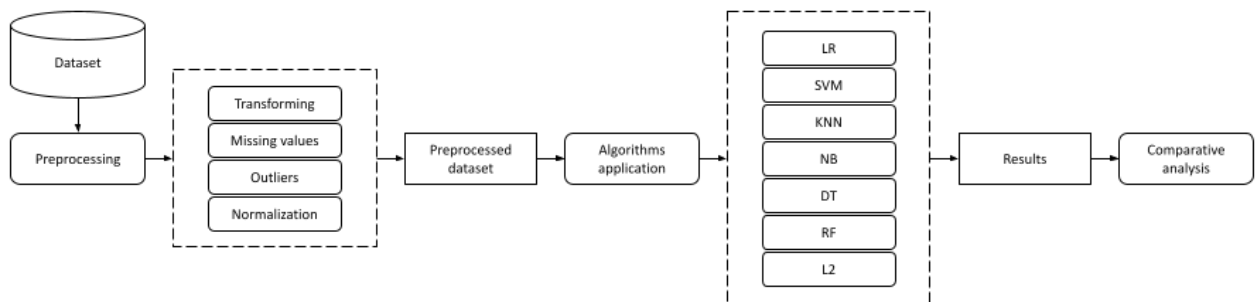 Dataset
Preprocessing
Transforming
Missing values
Outliers
Normalization
Preprocessed
dataset
Algorithms
application
LR
SVM
KNN
NB
DT
RF
L2
Results
Comparative
analysis